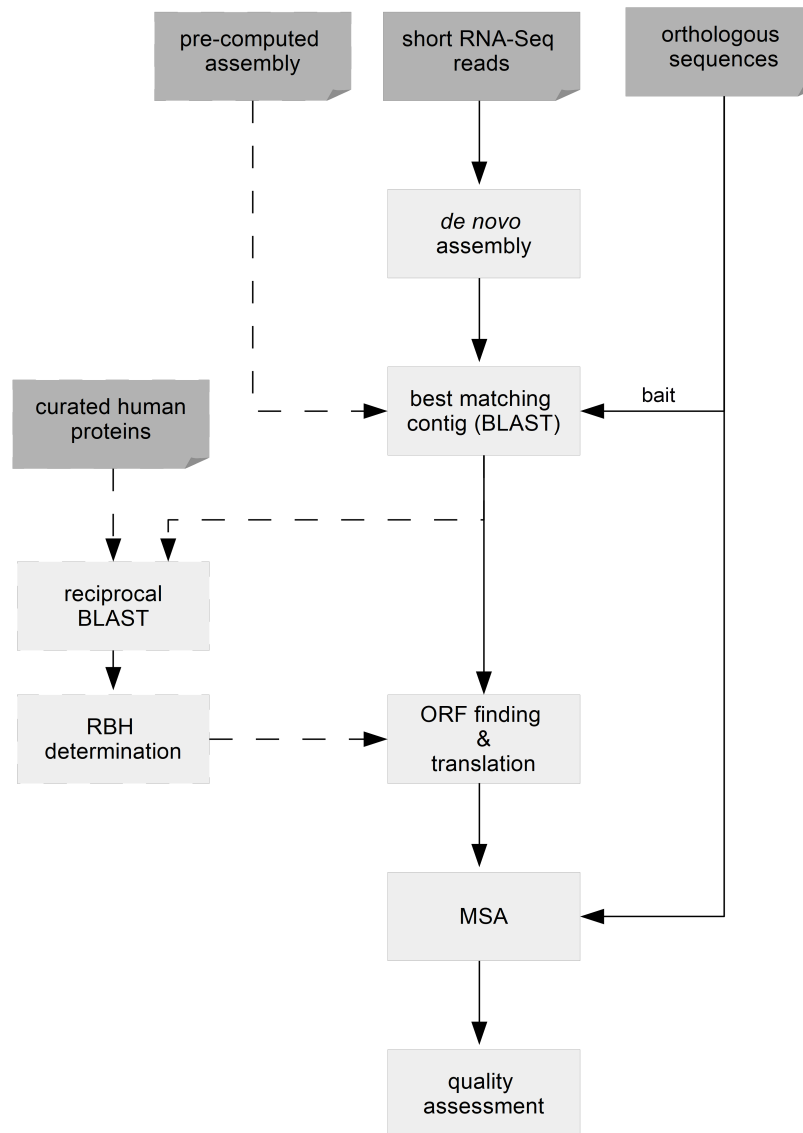 pre-computed
assembly
short RNA-Seq
reads
orthologous
sequences
de novo
assembly
curated human
proteins
best matching
contig (BLAST)
bait
reciprocal
BLAST
RBH
determination
ORF finding
&
translation
MSA
quality
assessment